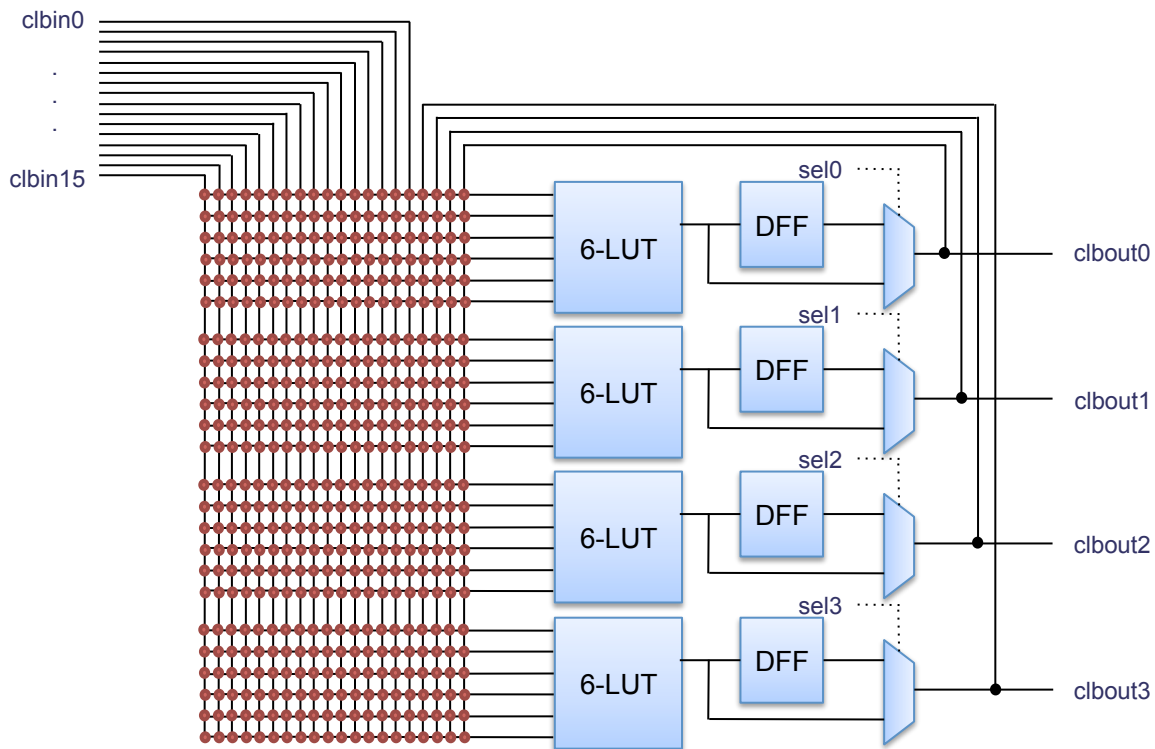 clbin0
.
.
.
clbin15
sel0
6-LUT
DFF
clbout0
sel1
6-LUT
DFF
clbout1
sel2
6-LUT
DFF
clbout2
sel3
6-LUT
DFF
clbout3